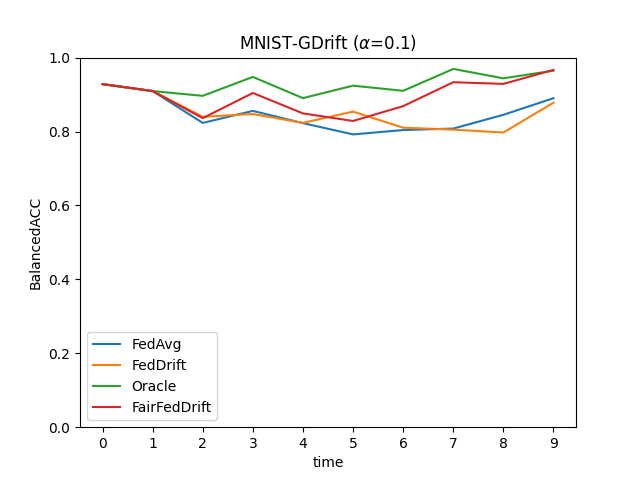 MNIST-GDrift (α=0.1)
1.0
0.8
0.6
0.4
0.2
0.0
BalancedACC
FedAvg
FedDrift
Oracle
FairFedDrift
0 1 2 3 4 5 6 7 8 9
time